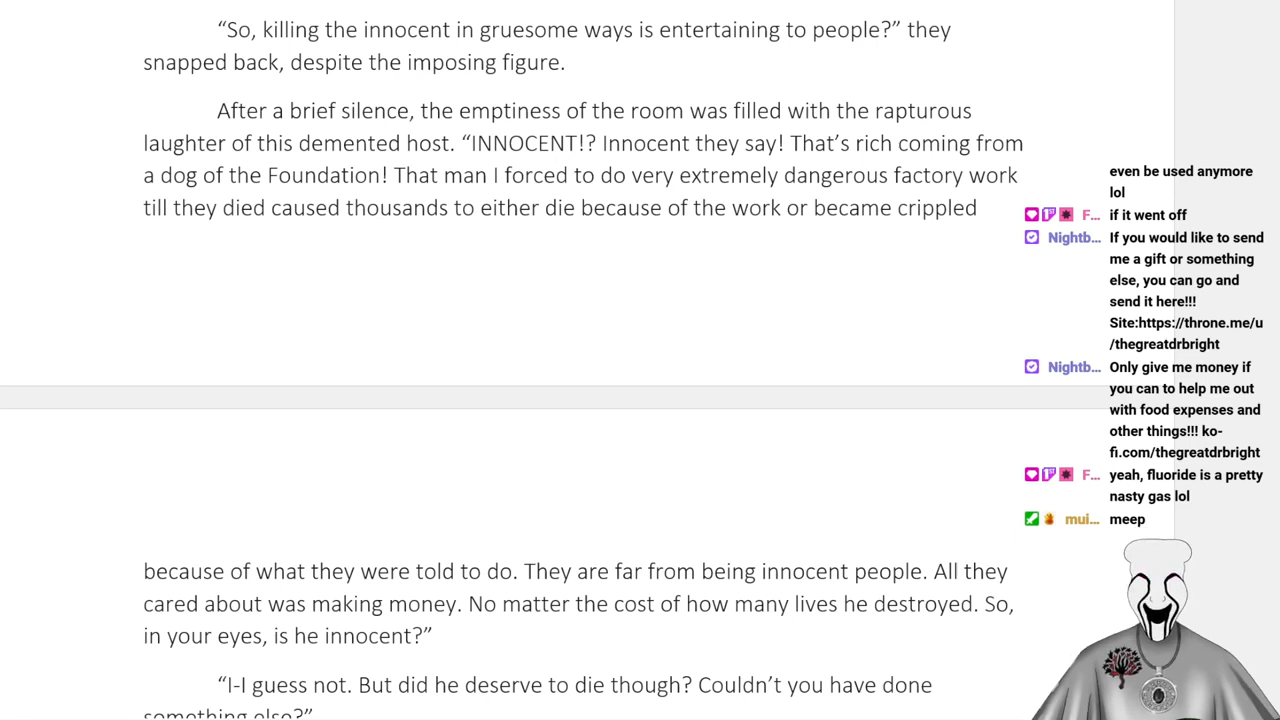 “So, killing the innocent in gruesome ways is entertaining to people?” they
snapped back, despite the imposing figure.
After a brief silence, the emptiness of the room was filled with the rapturous
laughter of this demented host. “INNOCENT!? Innocent they say! That’s rich coming from
a dog of the Foundation! That man I forced to do very extremely dangerous factory work
till they died caused thousands to either die because of the work or became crippled
because of what they were told to do. They are far from being innocent people. All they
cared about was making money. No matter the cost of how many lives he destroyed. So,
in your eyes, is he innocent?”
“I-I guess not. But did he deserve to die though? Couldn’t you have done
something else?”
even be used anymore
lol
F... if it went off
Nightb... If you would like to send
me a gift or something
else, you can go and
send it here!!!
Site:https://throne.me/u
/thegreatdrbright
Nightb... Only give me money if
you can to help me out
with food expenses and
other things!!! ko-
fi.com/thegreatdrbright
F... yeah, fluoride is a pretty
nasty gas lol
mui... meep